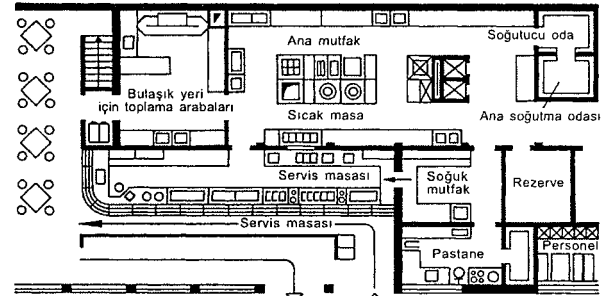 Ana mutfak
Soğutucu oda
Bulaşık yeri
için toplama arabaları
Sıcak masa
Ana soğutma odası
Servis masası
Soğuk
mutfak
Rezerve
Servis masası
Pastane
Personel